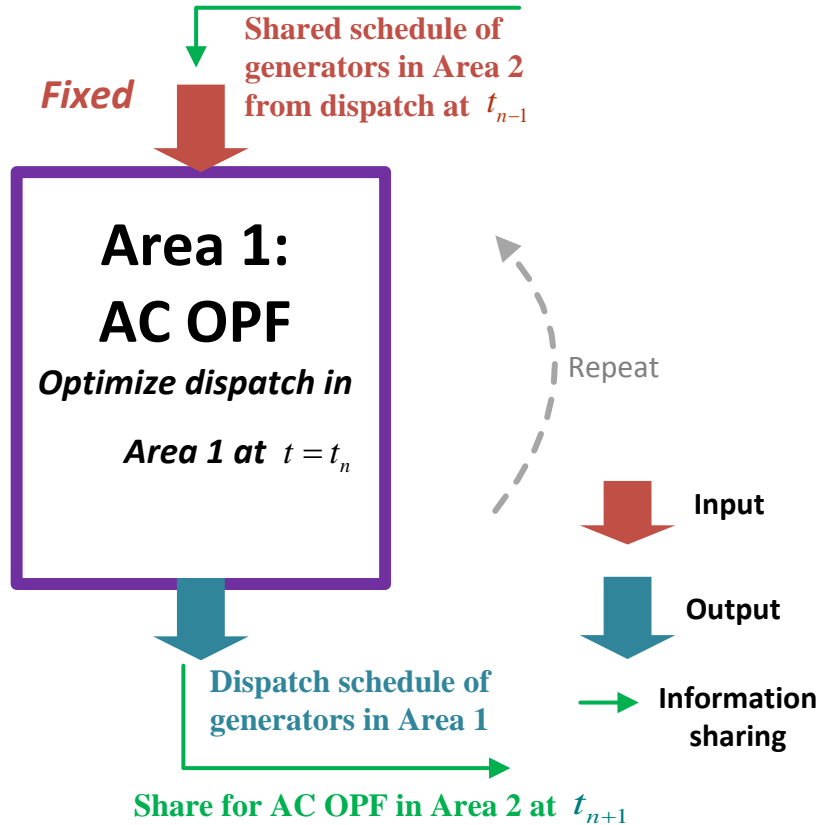 Shared schedule of
generators in Area 2
from dispatch at t_{n−1}
Fixed
Area 1:
AC OPF
Optimize dispatch in
Area 1 at t = t_n
Repeat
Input
Output
Dispatch schedule of
generators in Area 1
Information
sharing
Share for AC OPF in Area 2 at t_{n+1}